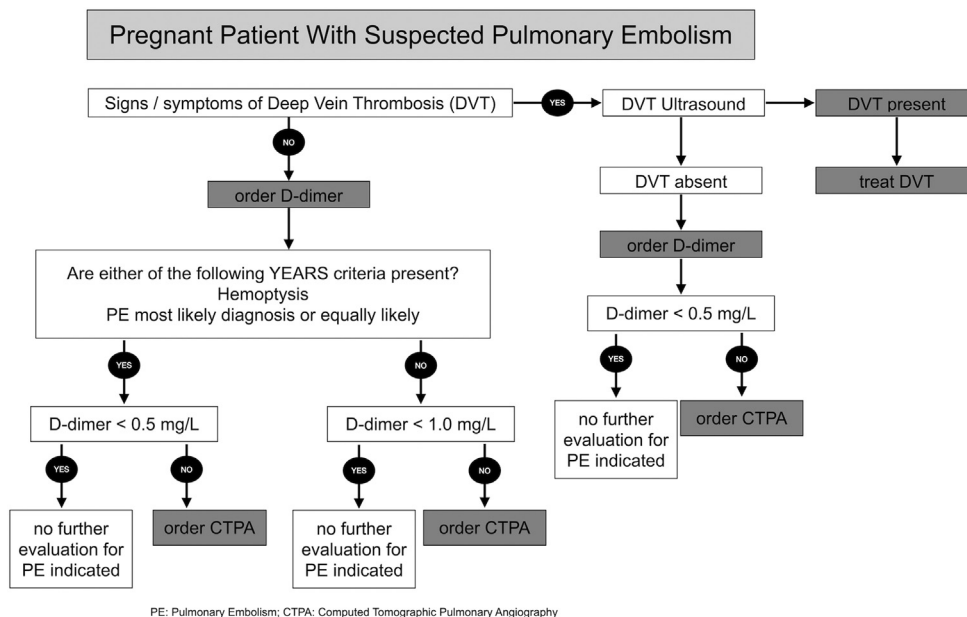 Pregnant Patient With Suspected Pulmonary Embolism
Signs / symptoms of Deep Vein Thrombosis (DVT)
YES
DVT Ultrasound
DVT present
NO
DVT absent
treat DVT
order D-dimer
order D-dimer
Are either of the following YEARS criteria present?
Hemoptysis
PE most likely diagnosis or equally likely
D-dimer < 0.5 mg/L
YES
NO
YES
NO
no further
evaluation for
PE indicated
order CTPA
D-dimer < 0.5 mg/L
D-dimer < 1.0 mg/L
YES
NO
YES
NO
no further
evaluation for
PE indicated
order CTPA
no further
evaluation for
PE indicated
order CTPA
PE: Pulmonary Embolism; CTPA: Computed Tomographic Pulmonary Angiography